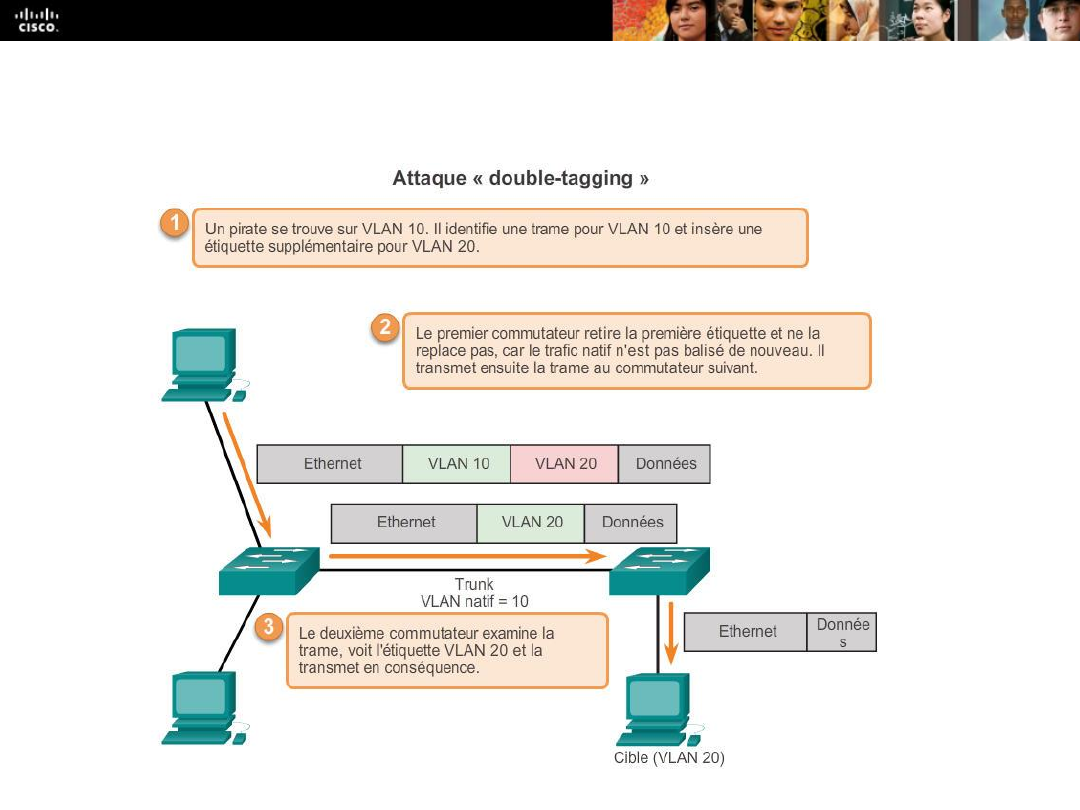 CISCO.
Attaque « double-tagging »
1
Un pirate se trouve sur VLAN 10. Il identifie une trame pour VLAN 10 et insère une
étiquette supplémentaire pour VLAN 20.
2
Le premier commutateur retire la première étiquette et ne la
replace pas, car le trafic natif n'est pas balisé de nouveau. Il
transmet ensuite la trame au commutateur suivant.
Ethernet VLAN 10 VLAN 20 Données
Ethernet VLAN 20 Données
Trunk
VLAN natif = 10
3
Le deuxième commutateur examine la
trame, voit l'étiquette VLAN 20 et la
transmet en conséquence.
Ethernet Donnée
s
Cible (VLAN 20)